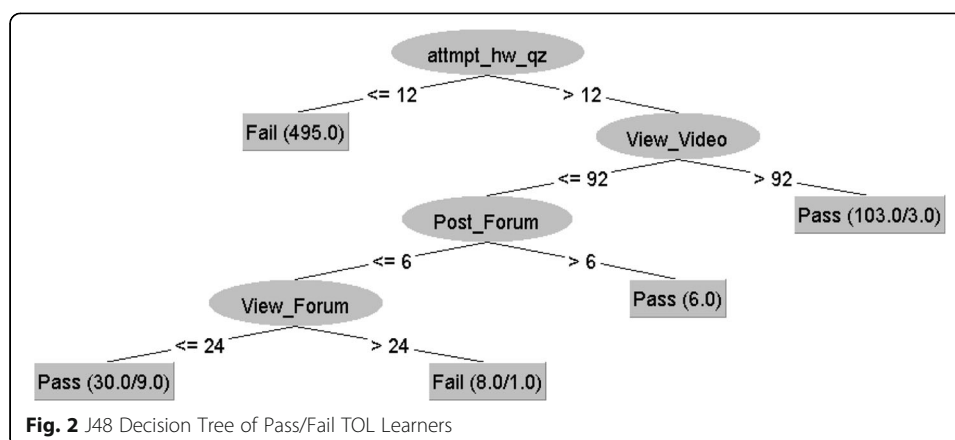 attmpt_hw_qz
<= 12
> 12
Fail (495.0)
View_Video
<= 92
> 92
Post_Forum
Pass (103.0/3.0)
<= 6
> 6
View_Forum
Pass (6.0)
<= 24
> 24
Pass (30.0/9.0)
Fail (8.0/1.0)
Fig. 2 J48 Decision Tree of Pass/Fail TOL Learners